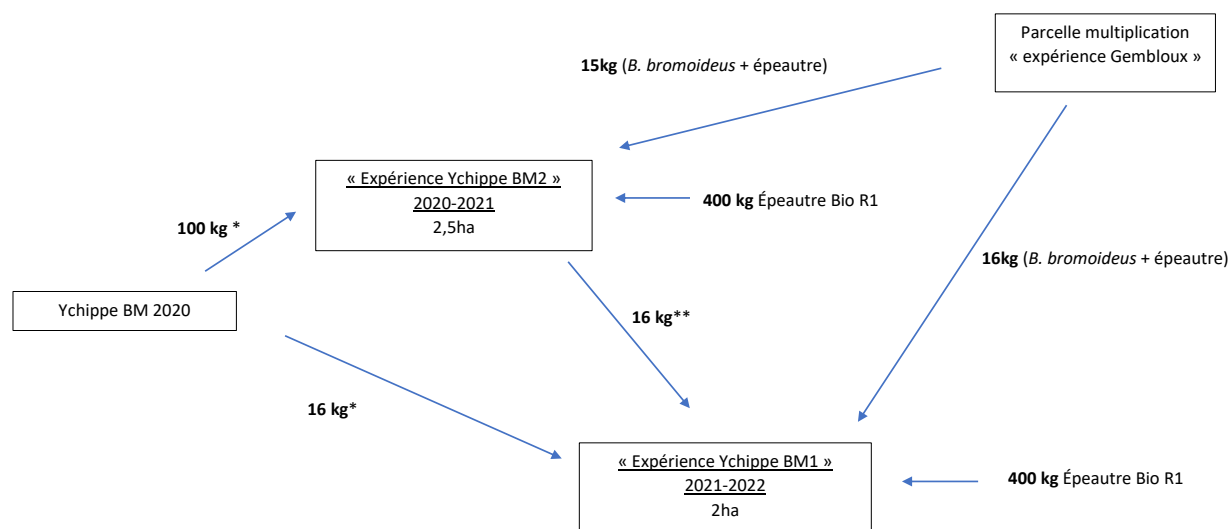 Parcelle multiplication
« expérience Gembloux »
15kg (B. bromoideus + épeautre)
« Expérience Ychippe BM2 »
2020-2021
2,5ha
400 kg Épeautre Bio R1
100 kg *
16kg (B. bromoideus + épeautre)
Ychippe BM 2020
16 kg**
16 kg*
« Expérience Ychippe BM1 »
2021-2022
2ha
400 kg Épeautre Bio R1